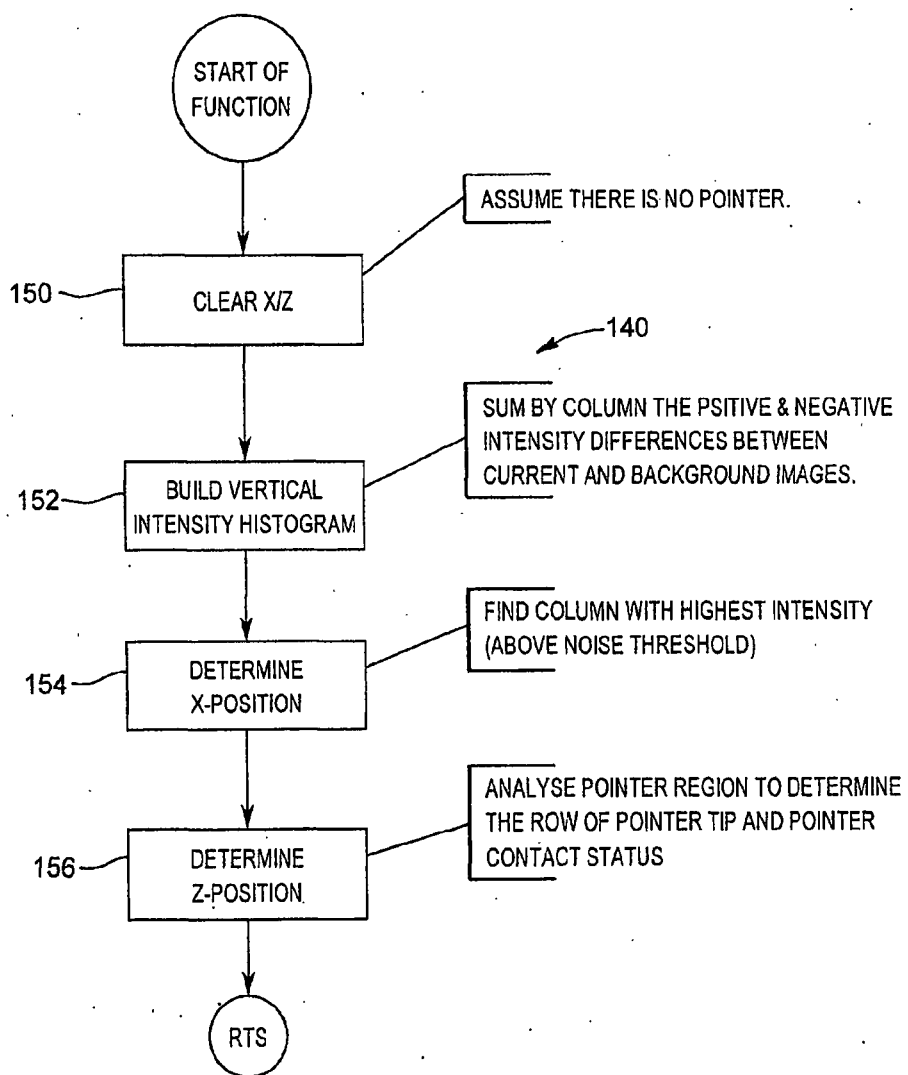 START OF
FUNCTION
ASSUME THERE IS NO POINTER.
150
CLEAR X/Z
140
SUM BY COLUMN THE PSITIVE & NEGATIVE
INTENSITY DIFFERENCES BETWEEN
CURRENT AND BACKGROUND IMAGES.
152
BUILD VERTICAL
INTENSITY HISTOGRAM
FIND COLUMN WITH HIGHEST INTENSITY
(ABOVE NOISE THRESHOLD)
154
DETERMINE
X-POSITION
ANALYSE POINTER REGION TO DETERMINE
THE ROW OF POINTER TIP AND POINTER
CONTACT STATUS
156
DETERMINE
Z-POSITION
RTS